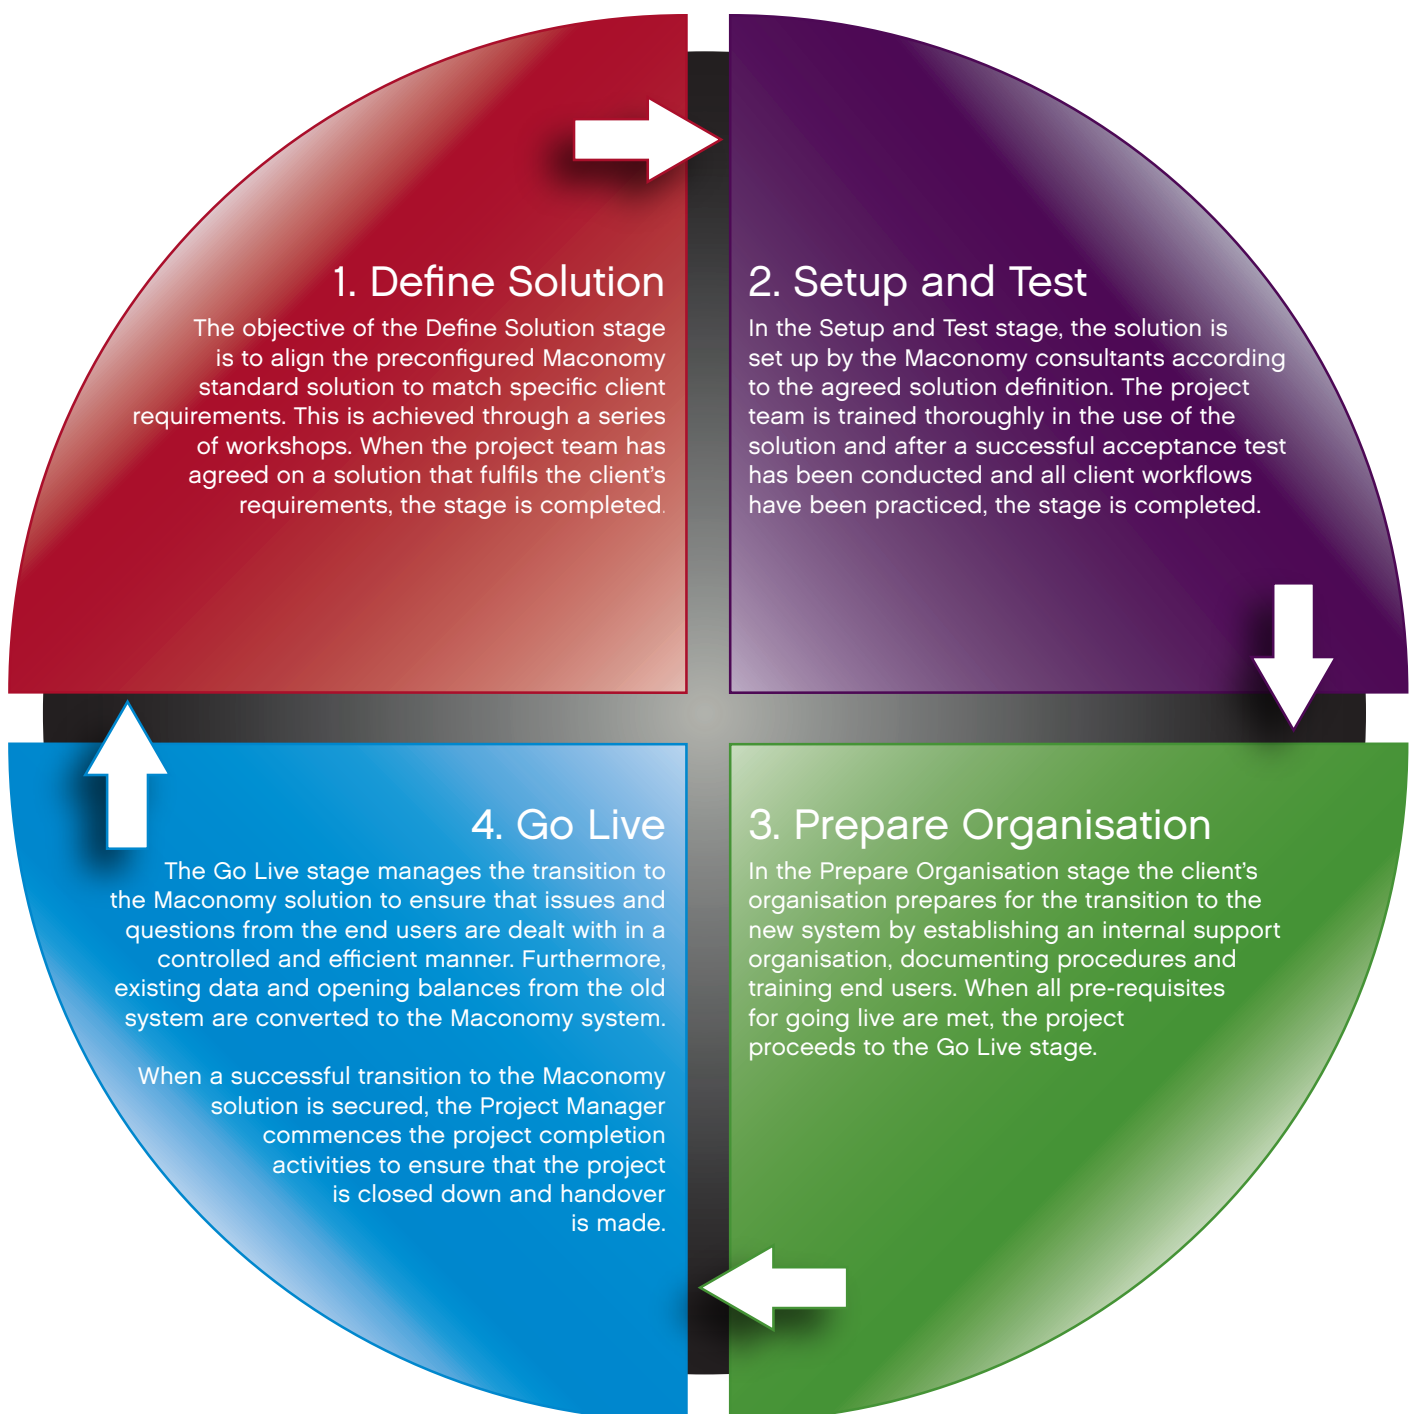 1. Define Solution
The objective of the Define Solution stage
is to align the preconfigured Maconomy
standard solution to match specific client
requirements. This is achieved through a series
of workshops. When the project team has
agreed on a solution that fulfils the client's
requirements, the stage is completed.
2. Setup and Test
In the Setup and Test stage, the solution is
set up by the Maconomy consultants according
to the agreed solution definition. The project
team is trained thoroughly in the use of the
solution and after a successful acceptance test
has been conducted and all client workflows
have been practiced, the stage is completed.
3. Prepare Organisation
In the Prepare Organisation stage the client's
organisation prepares for the transition to the
new system by establishing an internal support
organisation, documenting procedures and
training end users. When all pre-requisites
for going live are met, the project
proceeds to the Go Live stage.
4. Go Live
The Go Live stage manages the transition to
the Maconomy solution to ensure that issues and
questions from the end users are dealt with in a
controlled and efficient manner. Furthermore,
existing data and opening balances from the old
system are converted to the Maconomy system.
When a successful transition to the Maconomy
solution is secured, the Project Manager
commences the project completion
activities to ensure that the project
is closed down and handover
is made.